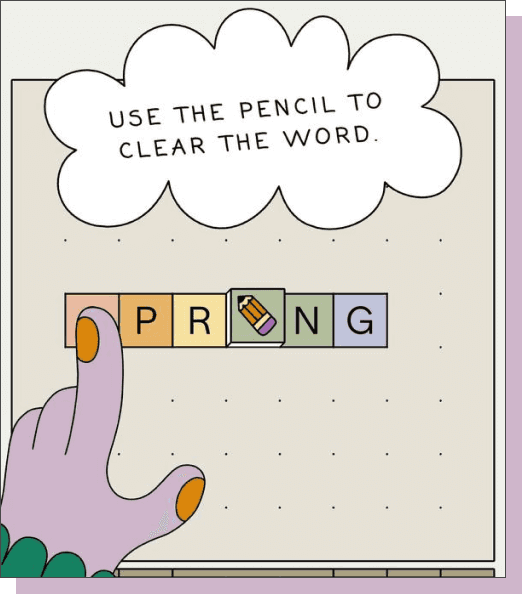 USE THE PENCIL TO
CLEAR THE WORD.
P R N G